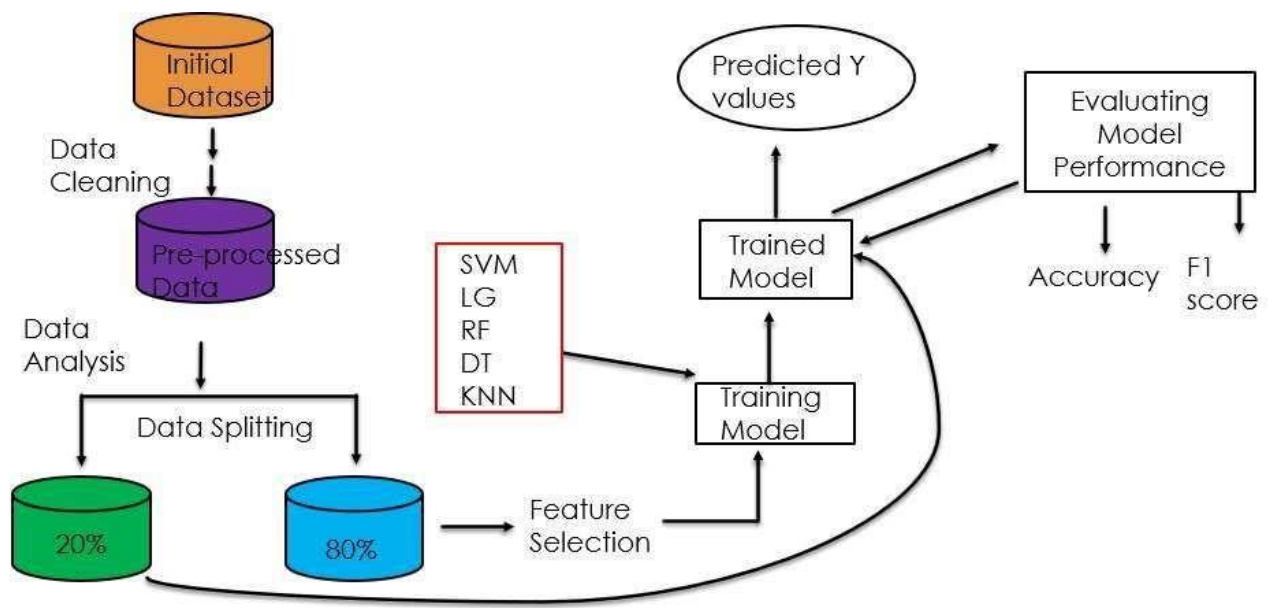 Initial
Dataset
Data
Cleaning
Pre-processed
Data
Data
Analysis
Data Splitting
20%
80%
Feature
Selection
SVM
LG
RF
DT
KNN
Training
Model
Trained
Model
Predicted Y
values
Evaluating
Model
Performance
Accuracy
F1
score